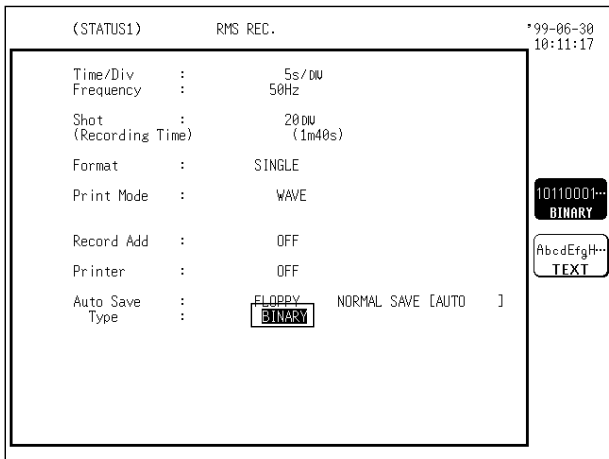 (STATUS1) RMS REC. '99-06-30
10:11:17
Time/Div : 5s/DIV
Frequency : 50Hz
Shot : 20DIV
(Recording Time) (1m40s)
Format : SINGLE
Print Mode : WAVE
10110001…
BINARY
Record Add : OFF
AbcdEfgH…
TEXT
Printer : OFF
Auto Save : FLOPPY NORMAL SAVE [AUTO ]
Type : BINARY